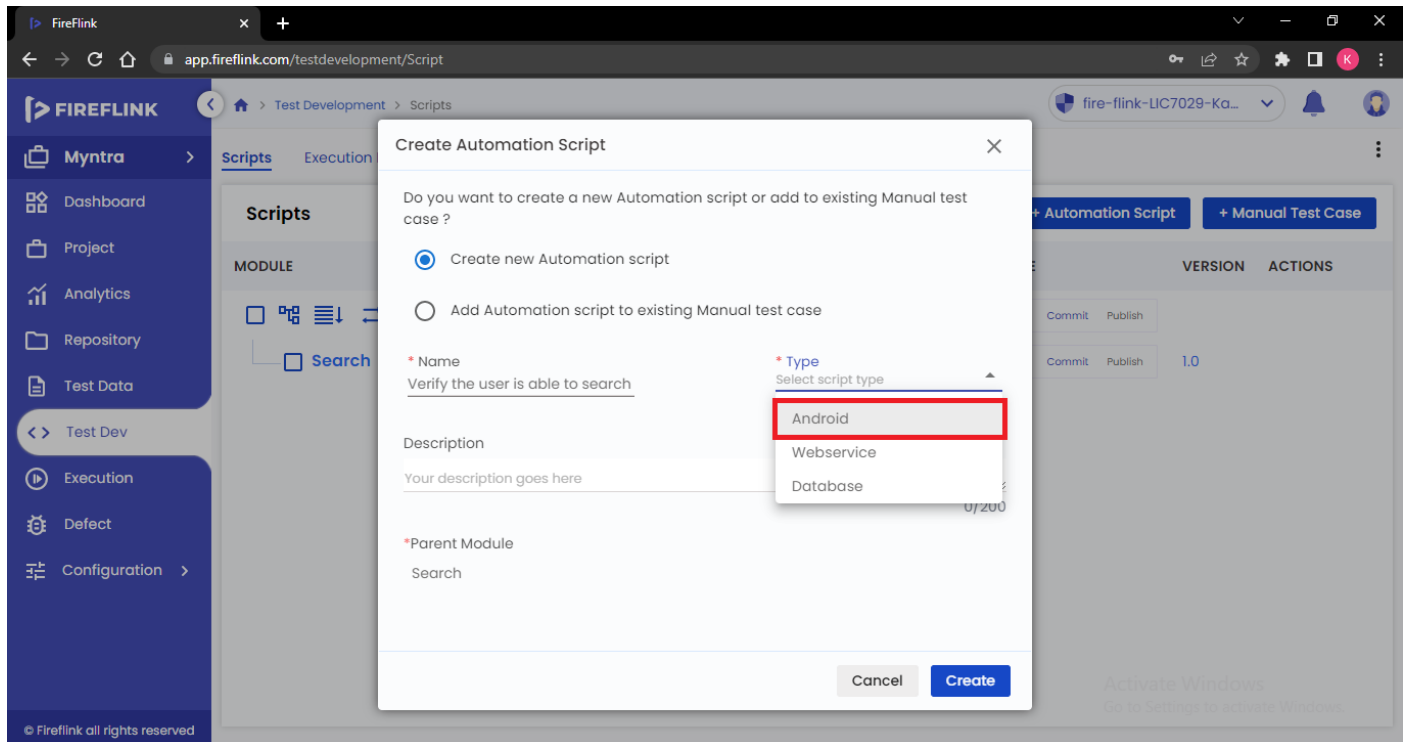 FireFlink
app.fireflink.com/testdevelopment/Script
K
FIREFLINK
Test Development > Scripts
fire-flink-LIC7029-Ka...
Myntra
Dashboard
Project
Analytics
Repository
Test Data
Test Dev
Execution
Defect
Configuration
© Fireflink all rights reserved
Scripts
Execution
Scripts
+ Automation Script
+ Manual Test Case
MODULE
VERSION
ACTIONS
Commit Publish
Search
Commit Publish
1.0
Create Automation Script
Do you want to create a new Automation script or add to existing Manual test
case ?
Create new Automation script
Add Automation script to existing Manual test case
* Name
Verify the user is able to search
* Type
Select script type
Android
Webservice
Database
Description
Your description goes here
0/200
*Parent Module
Search
Cancel
Create
Activate Windows
Go to Settings to activate Windows.